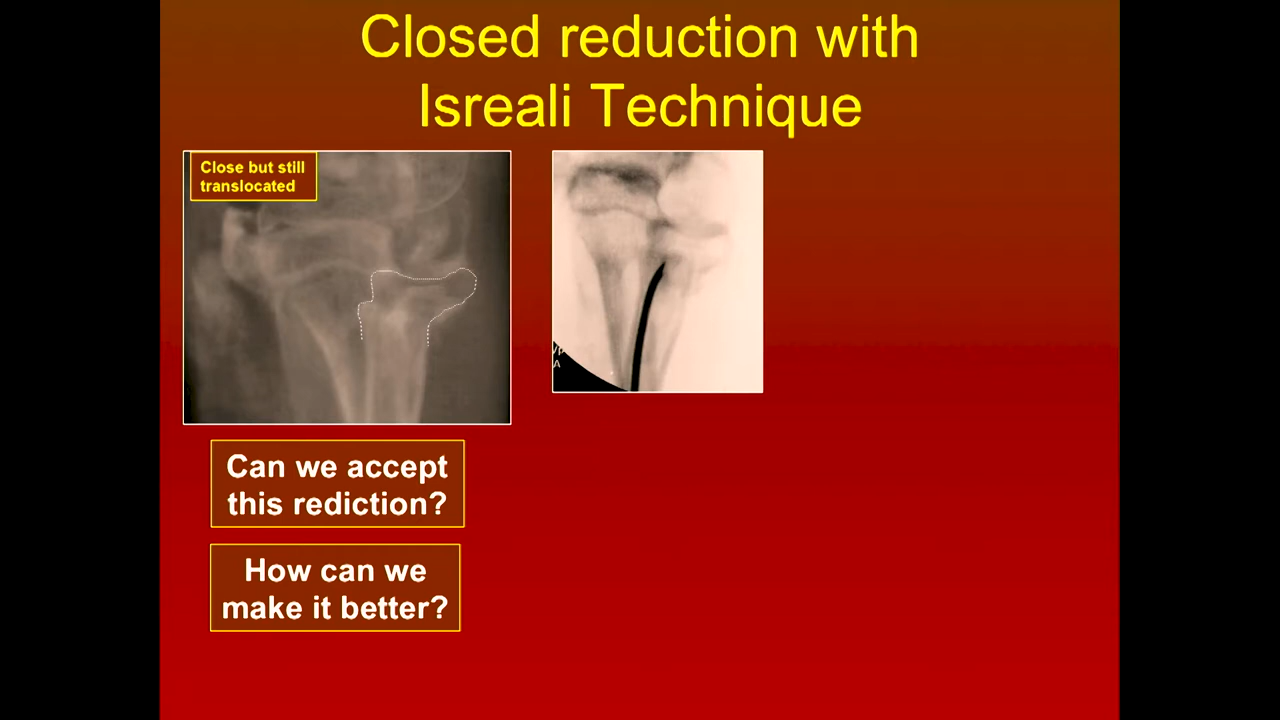 Closed reduction with
Isreali Technique
Close but still
translocated
Can we accept
this rediction?
How can we
make it better?